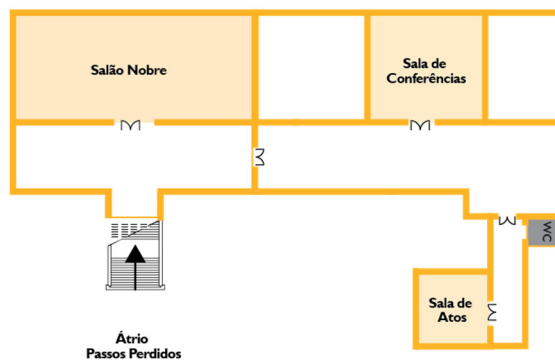 Salão Nobre
Sala de
Conferências
WC
Sala de
Atos
Átrio
Passos Perdidos